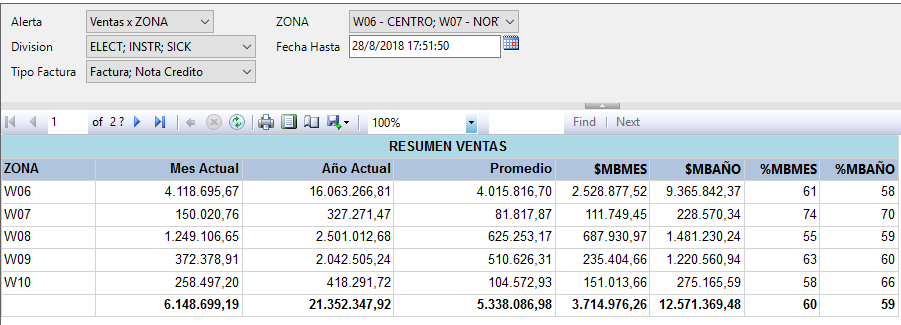 Alerta Ventas x ZONA ZONA W06 - CENTRO; W07 - NOR
Division ELECT; INSTR; SICK Fecha Hasta 28/8/2018 17:51:50
Tipo Factura Factura; Nota Credito
1 of 2 ? 100% Find | Next
RESUMEN VENTAS
ZONA Mes Actual Año Actual Promedio $MBMES $MBAÑO %MBMES %MBAÑO
W06 4.118.695,67 16.063.266,81 4.015.816,70 2.528.877,52 9.365.842,37 61 58
W07 150.020,76 327.271,47 81.817,87 111.749,45 228.570,34 74 70
W08 1.249.106,65 2.501.012,68 625.253,17 687.930,97 1.481.230,24 55 59
W09 372.378,91 2.042.505,24 510.626,31 235.404,66 1.220.560,94 63 60
W10 258.497,20 418.291,72 104.572,93 151.013,66 275.165,59 58 66
6.148.699,19 21.352.347,92 5.338.086,98 3.714.976,26 12.571.369,48 60 59